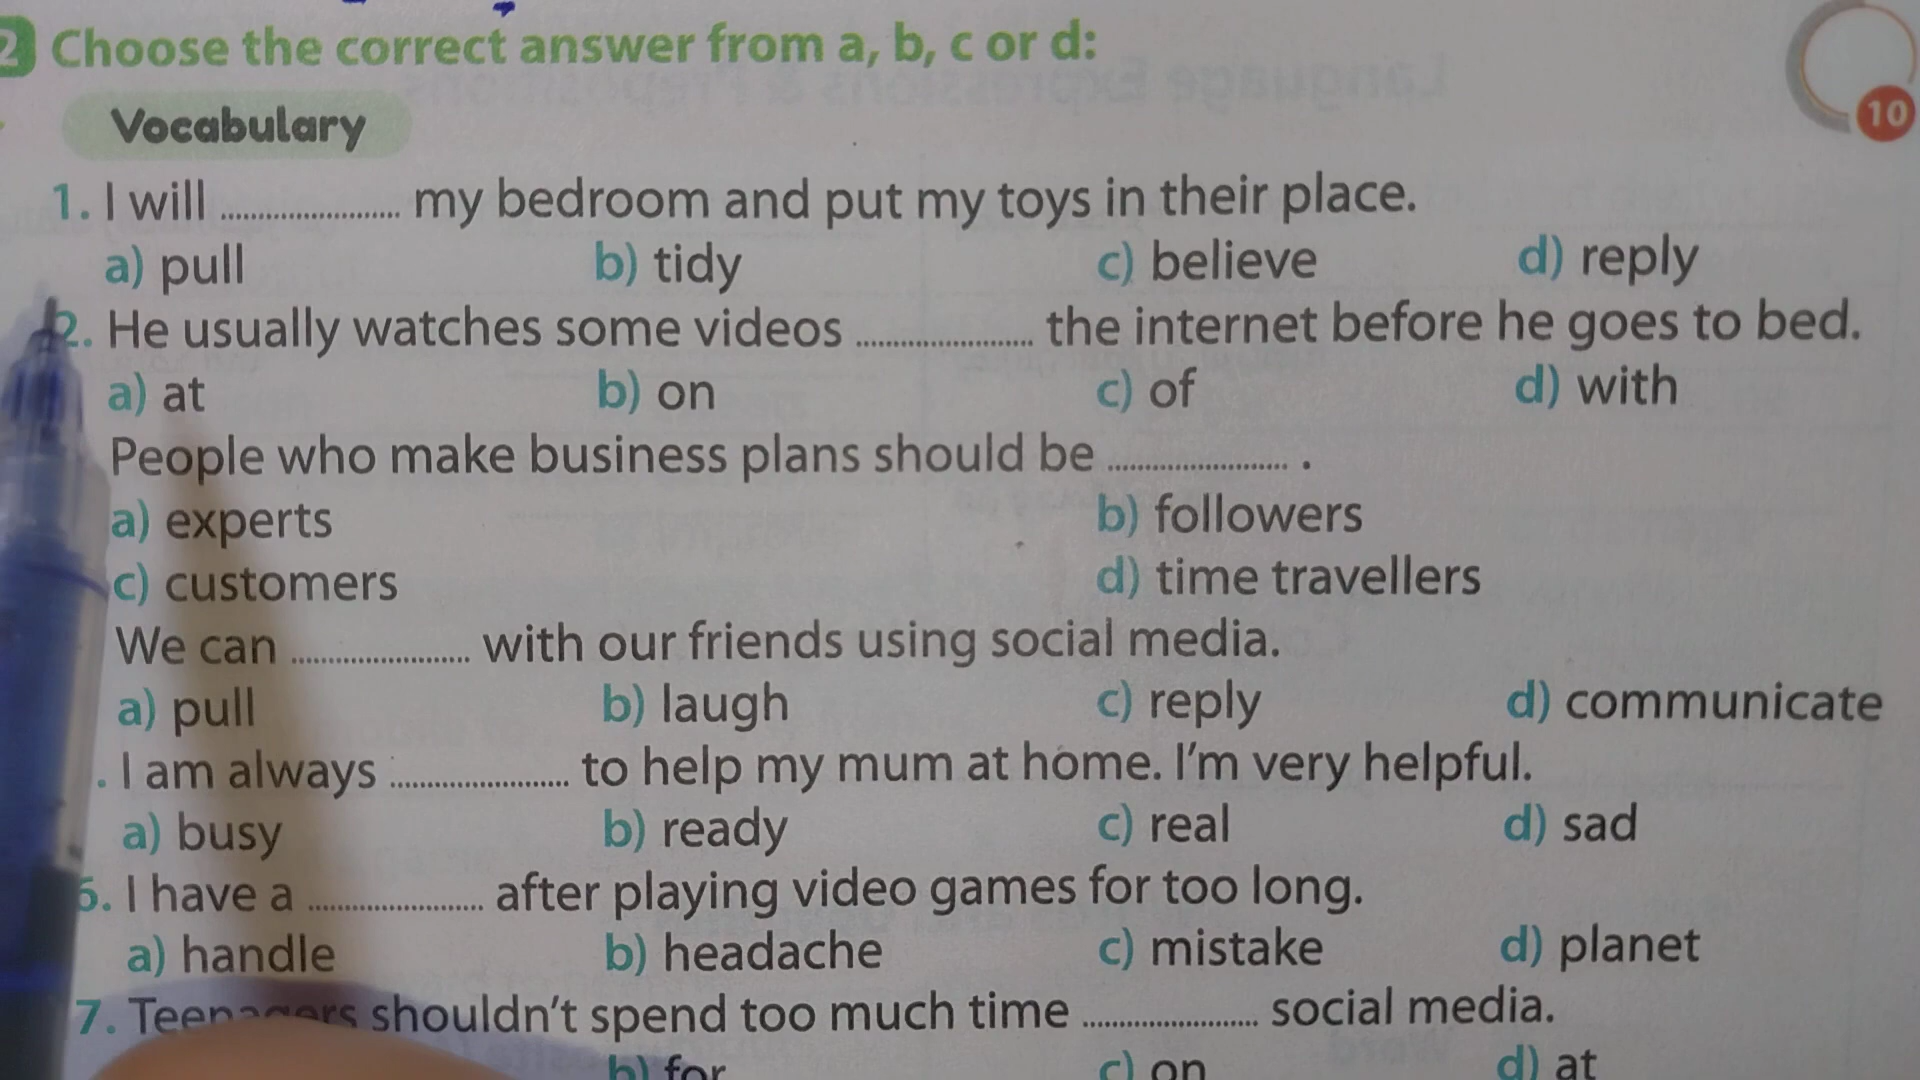 2 Choose the correct answer from a, b, c or d:
10
Vocabulary
1. I will .................... my bedroom and put my toys in their place.
a) pull b) tidy c) believe d) reply
2. He usually watches some videos .................... the internet before he goes to bed.
a) at b) on c) of d) with
People who make business plans should be .................... .
a) experts b) followers
c) customers d) time travellers
We can .................... with our friends using social media.
a) pull b) laugh c) reply d) communicate
. I am always .................... to help my mum at home. I'm very helpful.
a) busy b) ready c) real d) sad
6. I have a .................... after playing video games for too long.
a) handle b) headache c) mistake d) planet
7. Teenagers shouldn't spend too much time .................... social media.
b) for c) on d) at